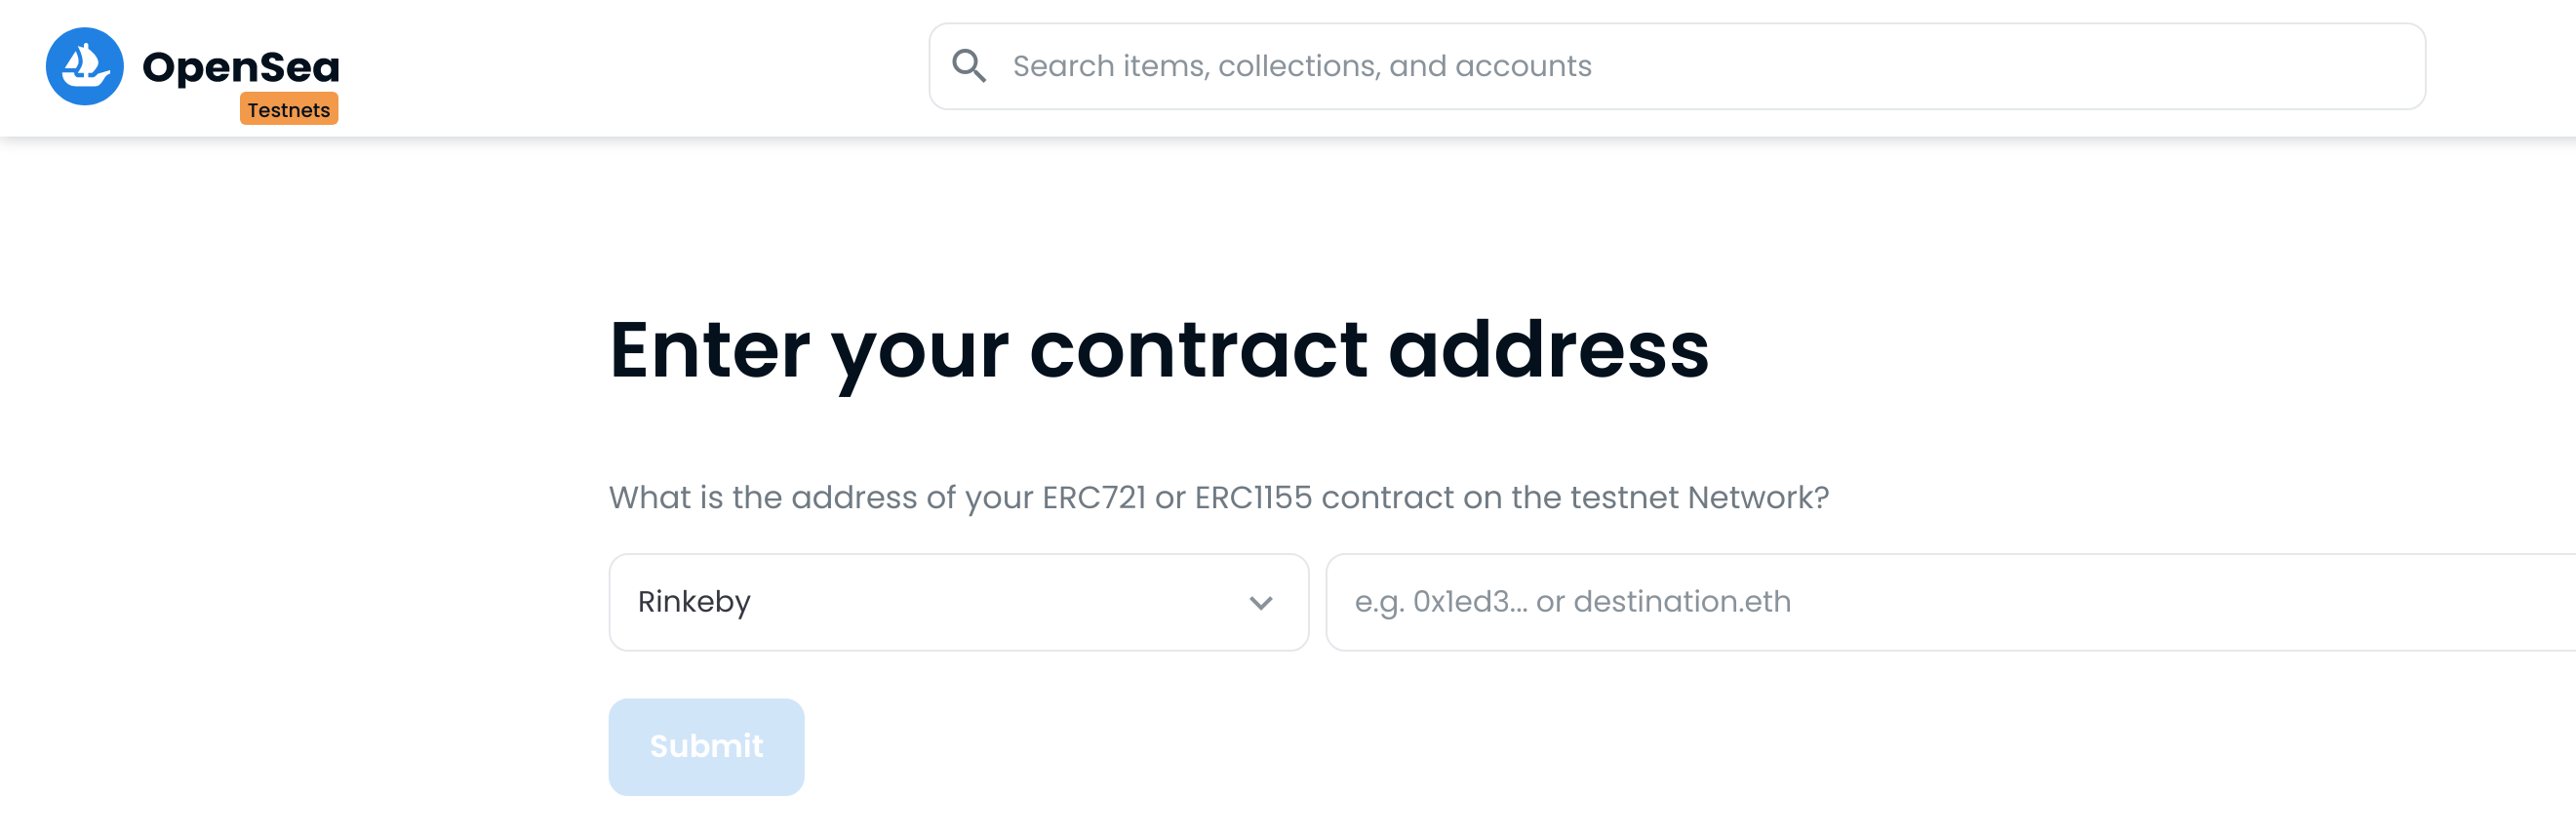 OpenSea
Testnets
Search items, collections, and accounts
Enter your contract address
What is the address of your ERC721 or ERC1155 contract on the testnet Network?
Rinkeby
e.g. 0x1ed3... or destination.eth
Submit